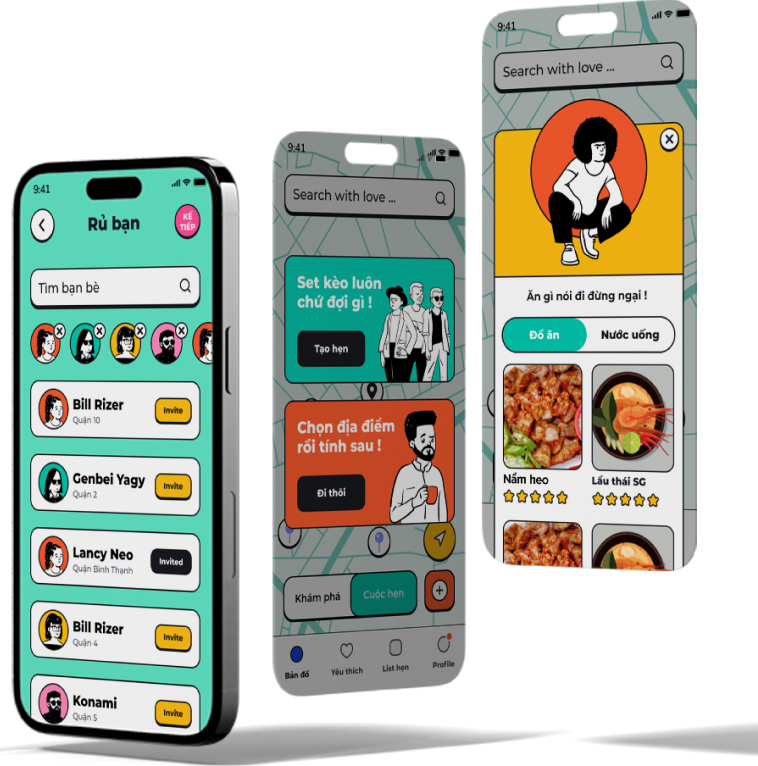 9:41
Rủ bạn
KẾ
TIẾP
Tìm bạn bè
Bill Rizer
Quận 10
Invite
Genbei Yagy
Quận 2
Invite
Lancy Neo
Quận Bình Thạnh
Invited
Bill Rizer
Quận 4
Invite
Konami
Quận 5
Invite
9:41
Search with love ...
Set kèo luôn
chứ đợi gì !
Tạo hẹn
Chọn địa điểm
rồi tính sau !
Đi thôi
Khám phá
Cuộc hẹn
Bản đồ
Yêu thích
List hẹn
Profile
9:41
Search with love ...
Ăn gì nói đi đừng ngại !
Đồ ăn
Nước uống
Nầm heo
Lẩu thái SG